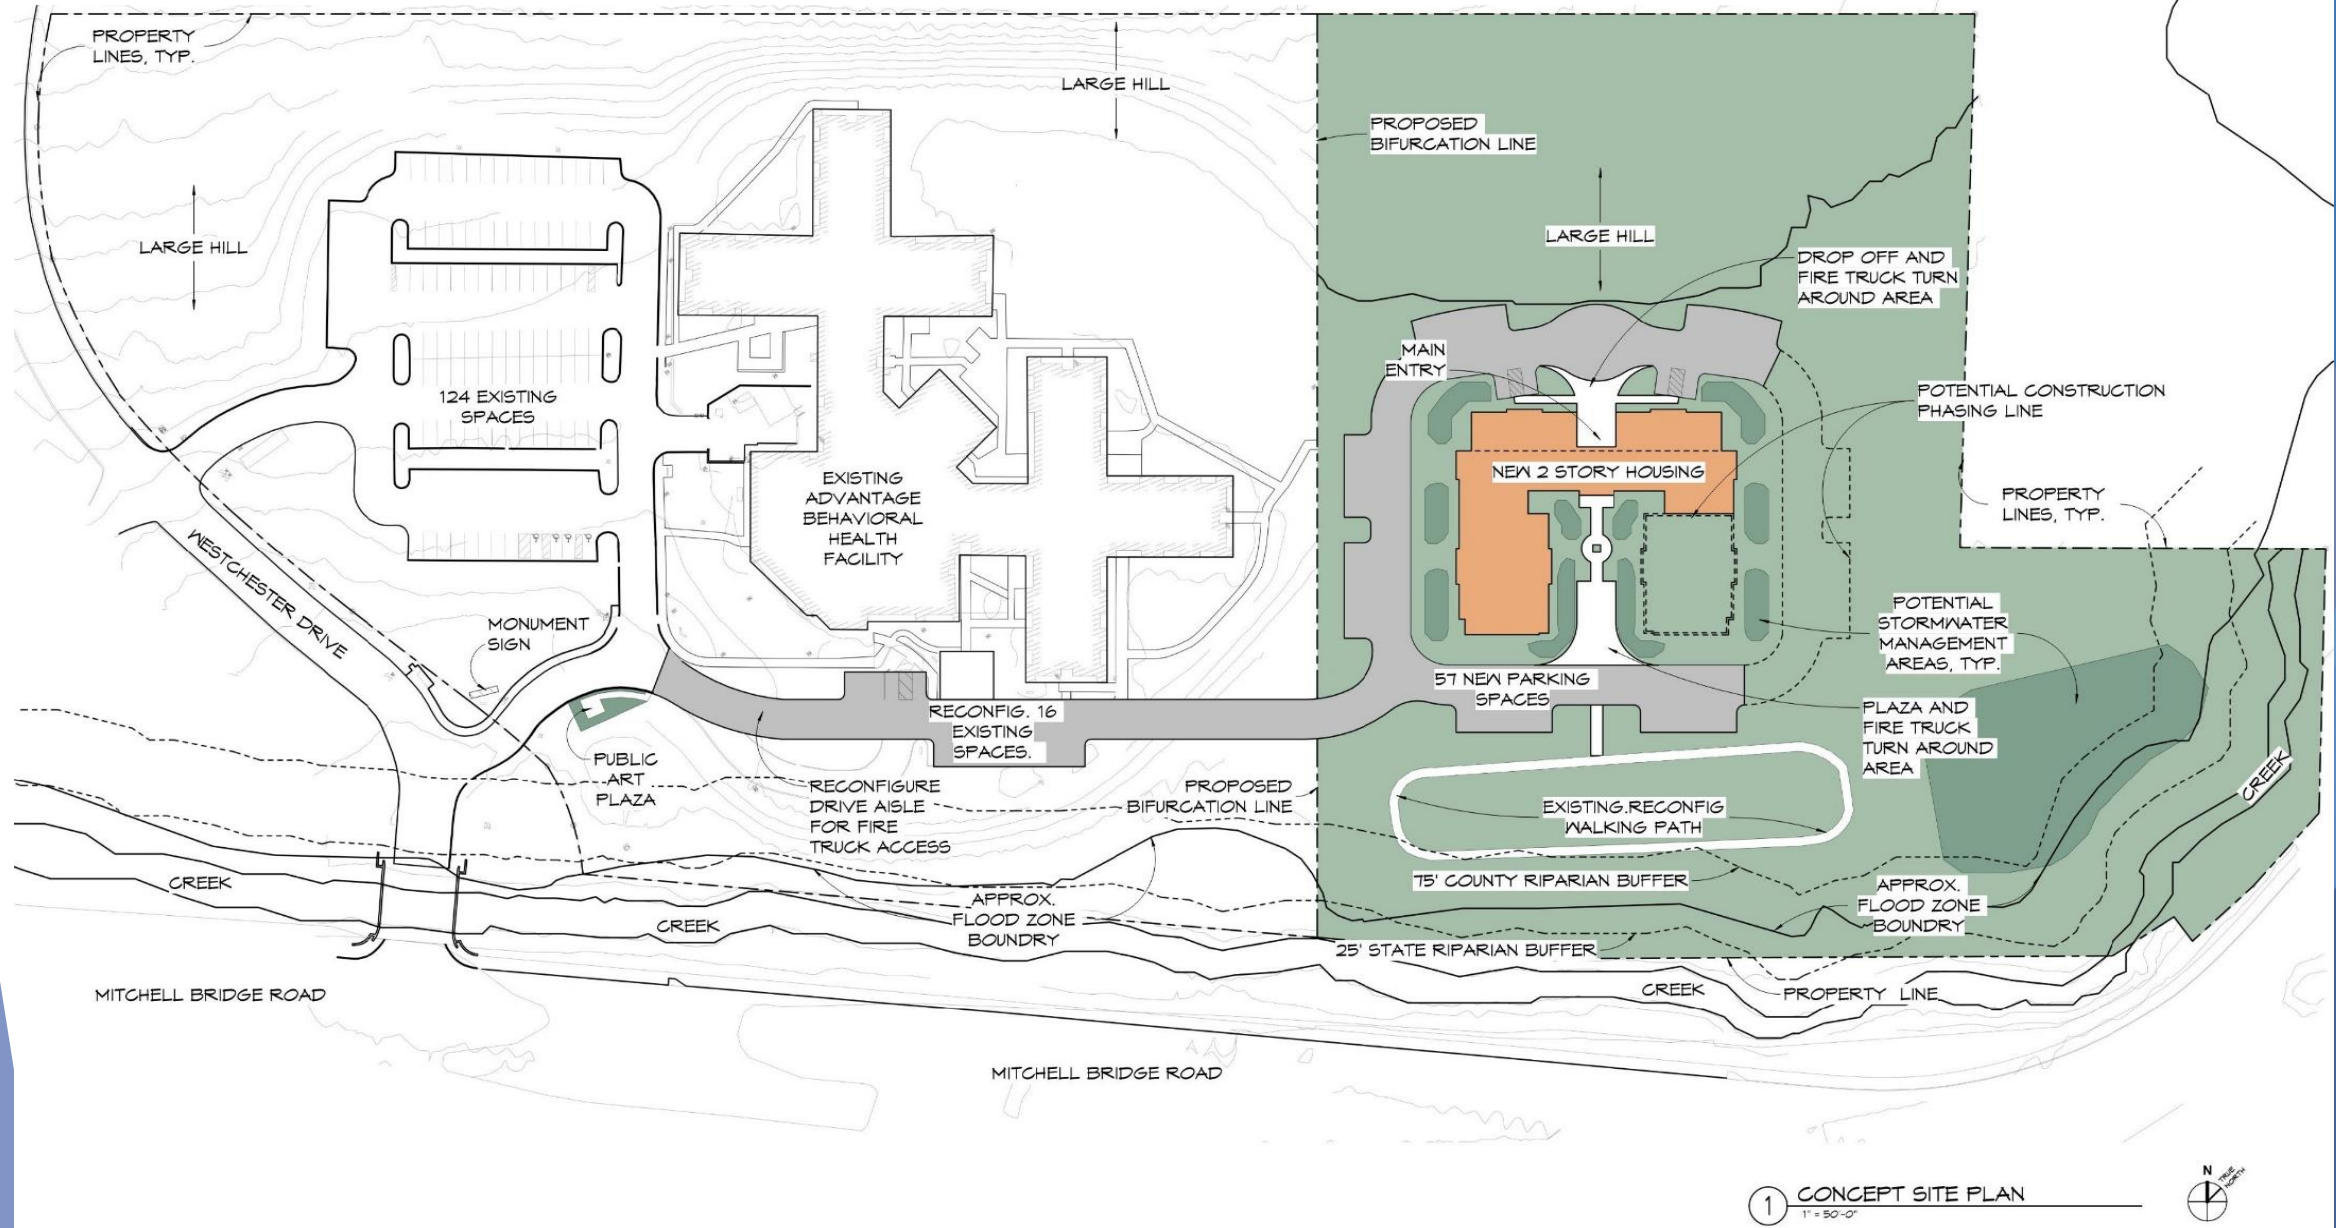 PROPERTY
LINES, TYP.
LARGE HILL
PROPOSED
BIFURCATION LINE
LARGE HILL
LARGE HILL
DROP OFF AND
FIRE TRUCK TURN
AROUND AREA
MAIN
ENTRY
124 EXISTING
SPACES
POTENTIAL CONSTRUCTION
PHASING LINE
NEW 2 STORY HOUSING
EXISTING
ADVANTAGE
BEHAVIORAL
HEALTH
FACILITY
PROPERTY
LINES, TYP.
WESTCHESTER DRIVE
MONUMENT
SIGN
POTENTIAL
STORMWATER
MANAGEMENT
AREAS, TYP.
57 NEW PARKING
SPACES
RECONFIG. 16
EXISTING
SPACES.
PLAZA AND
FIRE TRUCK
TURN AROUND
AREA
PUBLIC
ART
PLAZA
RECONFIGURE
DRIVE AISLE
FOR FIRE
TRUCK ACCESS
PROPOSED
BIFURCATION LINE
EXISTING.RECONFIG
WALKING PATH
CREEK
CREEK
75' COUNTY RIPARIAN BUFFER
APPROX.
FLOOD ZONE
BOUNDRY
APPROX.
FLOOD ZONE
BOUNDRY
CREEK
25' STATE RIPARIAN BUFFER
MITCHELL BRIDGE ROAD
CREEK
PROPERTY LINE
MITCHELL BRIDGE ROAD
1
CONCEPT SITE PLAN
1" = 50'-0"
N
TRUE
NORTH